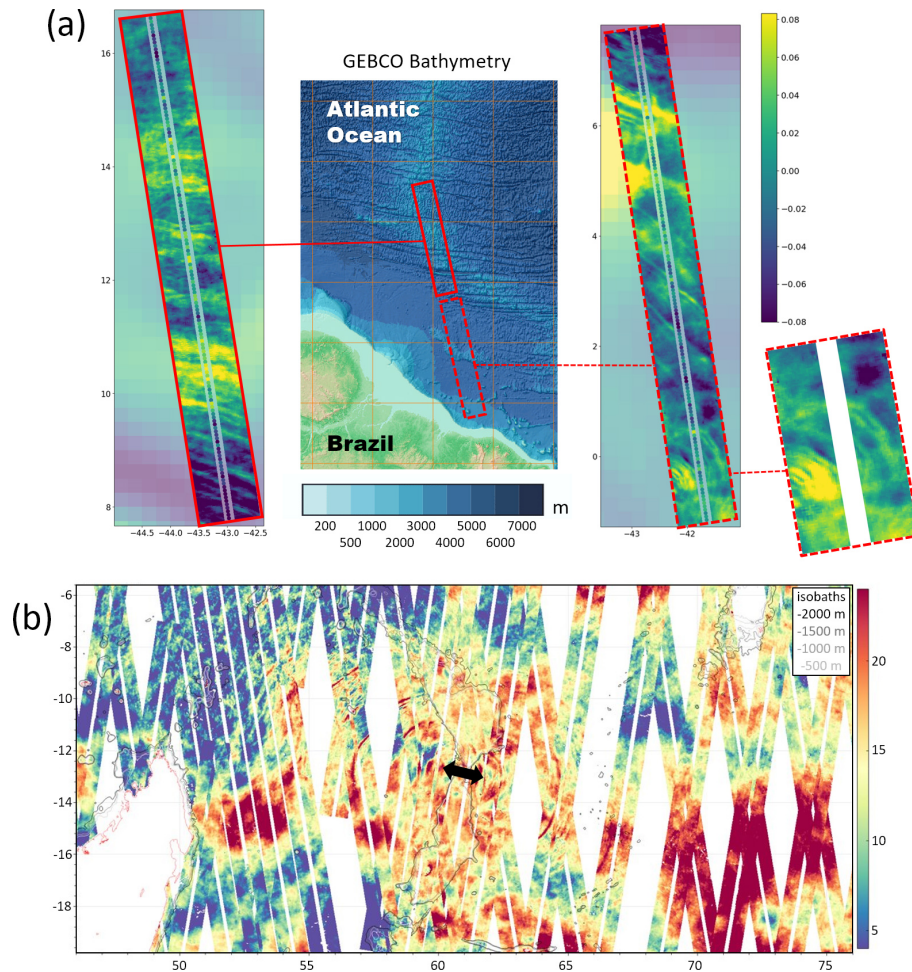 (a)
16
14
12
10
8
-44.5 -44.0 -43.5 -43.0 -42.5
GEBCO Bathymetry
Atlantic
Ocean
Brazil
200 1000 3000 5000 7000 m
500 2000 4000 6000
6
4
2
0
-43 -42
0.08
0.06
0.04
0.02
0.00
−0.02
−0.04
−0.06
−0.08
(b)
-6
-8
-10
-12
-14
-16
-18
50 55 60 65 70 75
isobaths
-2000 m
-1500 m
-1000 m
-500 m
20
15
10
5